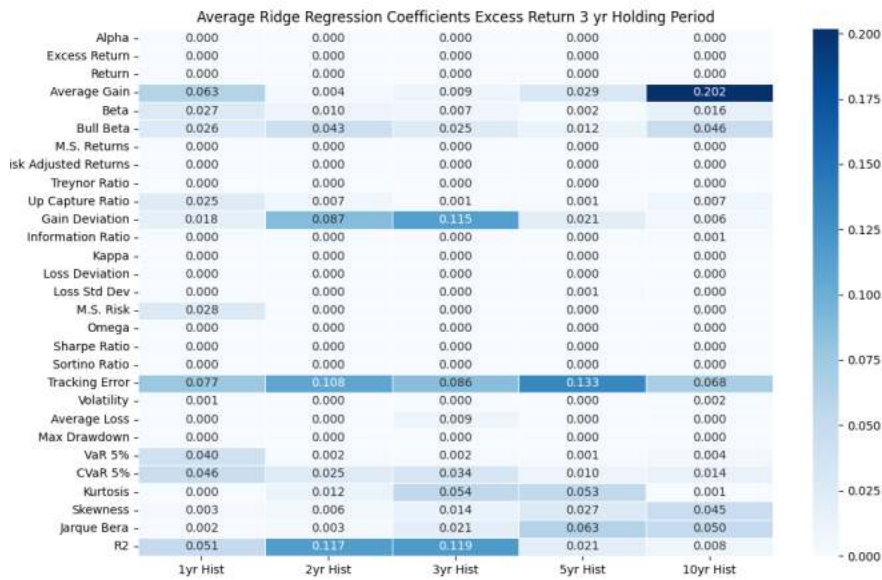 Average Ridge Regression Coefficients Excess Return 3 yr Holding Period
Alpha - 0.000 0.000 0.000 0.000 0.000
Excess Return - 0.000 0.000 0.000 0.000 0.000
Return - 0.000 0.000 0.000 0.000 0.000
Average Gain - 0.063 0.004 0.009 0.029 0.202
Beta - 0.027 0.010 0.007 0.002 0.016
Bull Beta - 0.026 0.043 0.025 0.012 0.046
M.S. Returns - 0.000 0.000 0.000 0.000 0.000
isk Adjusted Returns - 0.000 0.000 0.000 0.000 0.000
Treynor Ratio - 0.000 0.000 0.000 0.000 0.000
Up Capture Ratio - 0.025 0.007 0.001 0.001 0.007
Gain Deviation - 0.018 0.087 0.115 0.021 0.006
Information Ratio - 0.000 0.000 0.000 0.000 0.001
Kappa - 0.000 0.000 0.000 0.000 0.000
Loss Deviation - 0.000 0.000 0.000 0.000 0.000
Loss Std Dev - 0.000 0.000 0.000 0.001 0.000
M.S. Risk - 0.028 0.000 0.000 0.000 0.000
Omega - 0.000 0.000 0.000 0.000 0.000
Sharpe Ratio - 0.000 0.000 0.000 0.000 0.000
Sortino Ratio - 0.000 0.000 0.000 0.000 0.000
Tracking Error - 0.077 0.108 0.086 0.133 0.068
Volatility - 0.001 0.000 0.000 0.000 0.002
Average Loss - 0.000 0.000 0.009 0.000 0.000
Max Drawdown - 0.000 0.000 0.000 0.000 0.000
VaR 5% - 0.040 0.002 0.002 0.001 0.004
CVaR 5% - 0.046 0.025 0.034 0.010 0.014
Kurtosis - 0.000 0.012 0.054 0.053 0.001
Skewness - 0.003 0.006 0.014 0.027 0.045
Jarque Bera - 0.002 0.003 0.021 0.063 0.050
R2 - 0.051 0.117 0.119 0.021 0.008
1yr Hist 2yr Hist 3yr Hist 5yr Hist 10yr Hist
0.200
0.175
0.150
0.125
0.100
0.075
0.050
0.025
0.000